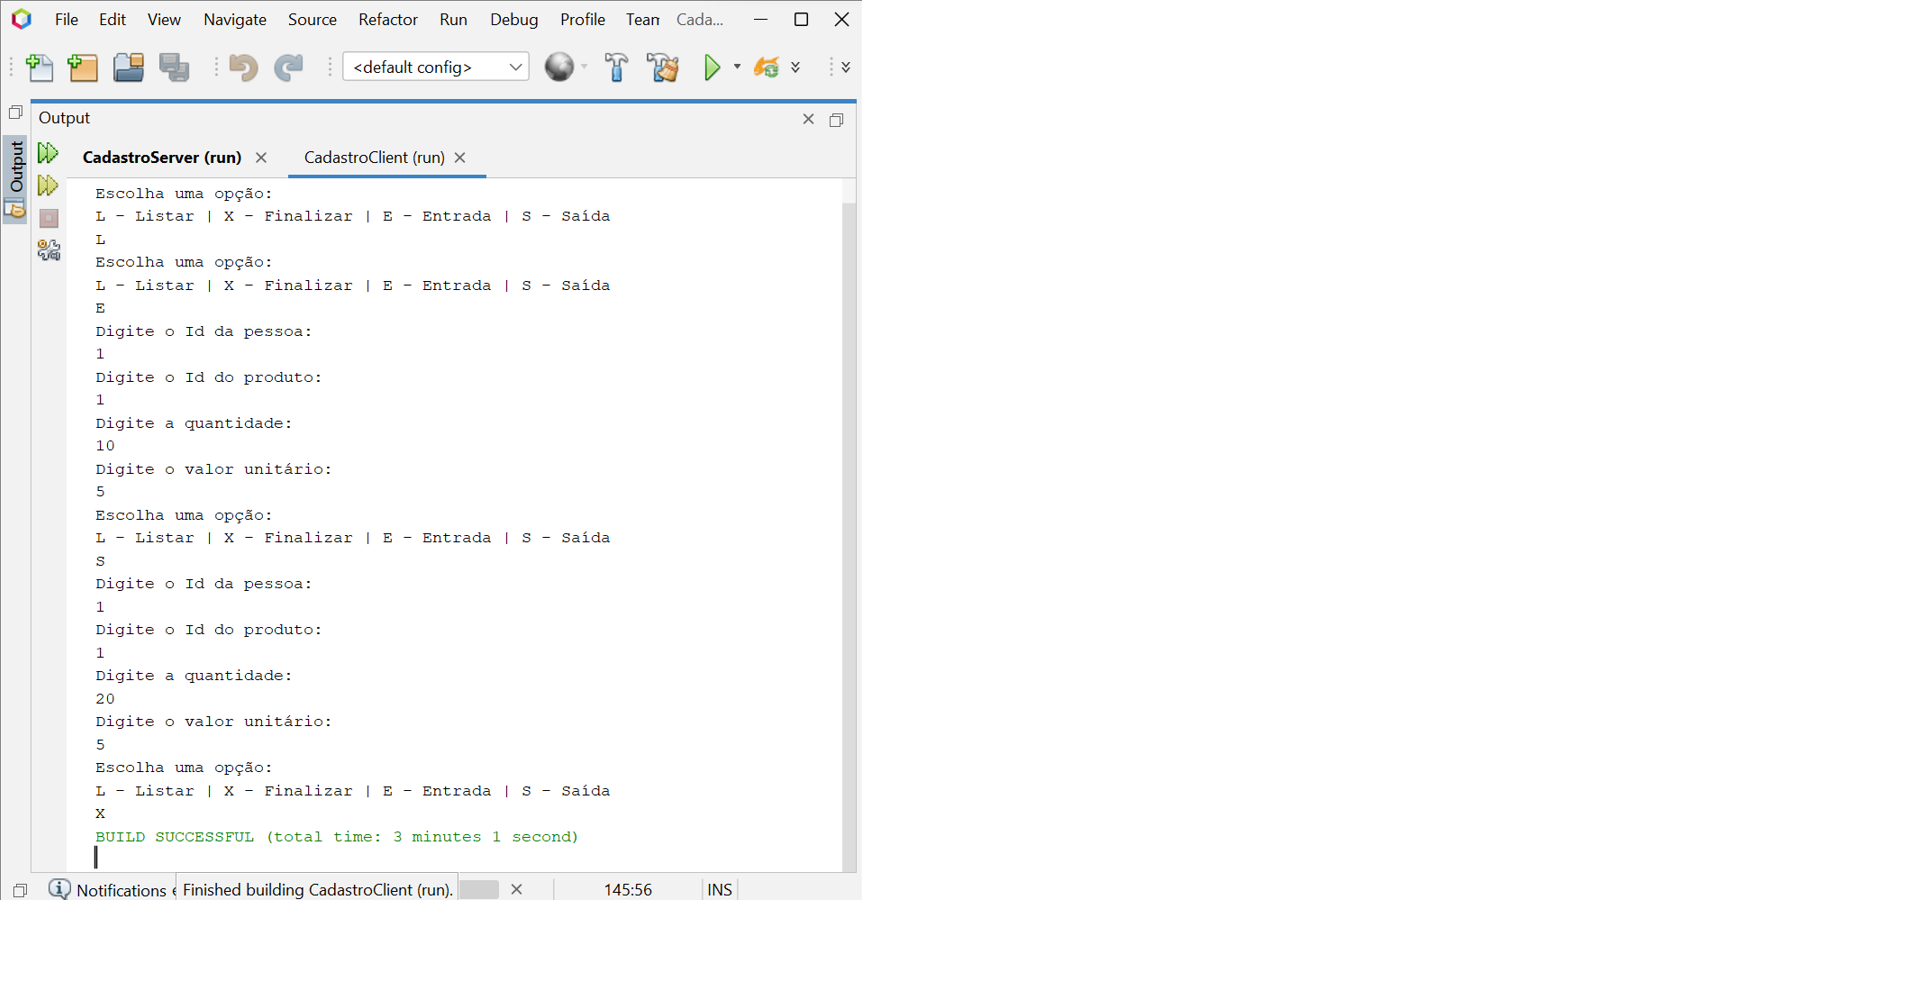 File Edit View Navigate Source Refactor Run Debug Profile Team Cada...
<default config>
Output
Output
CadastroServer (run) CadastroClient (run)
Escolha uma opção:
L - Listar | X - Finalizar | E - Entrada | S - Saída
L
Escolha uma opção:
L - Listar | X - Finalizar | E - Entrada | S - Saída
E
Digite o Id da pessoa:
1
Digite o Id do produto:
1
Digite a quantidade:
10
Digite o valor unitário:
5
Escolha uma opção:
L - Listar | X - Finalizar | E - Entrada | S - Saída
S
Digite o Id da pessoa:
1
Digite o Id do produto:
1
Digite a quantidade:
20
Digite o valor unitário:
5
Escolha uma opção:
L - Listar | X - Finalizar | E - Entrada | S - Saída
X
BUILD SUCCESSFUL (total time: 3 minutes 1 second)
Notifications Finished building CadastroClient (run). 145:56 INS